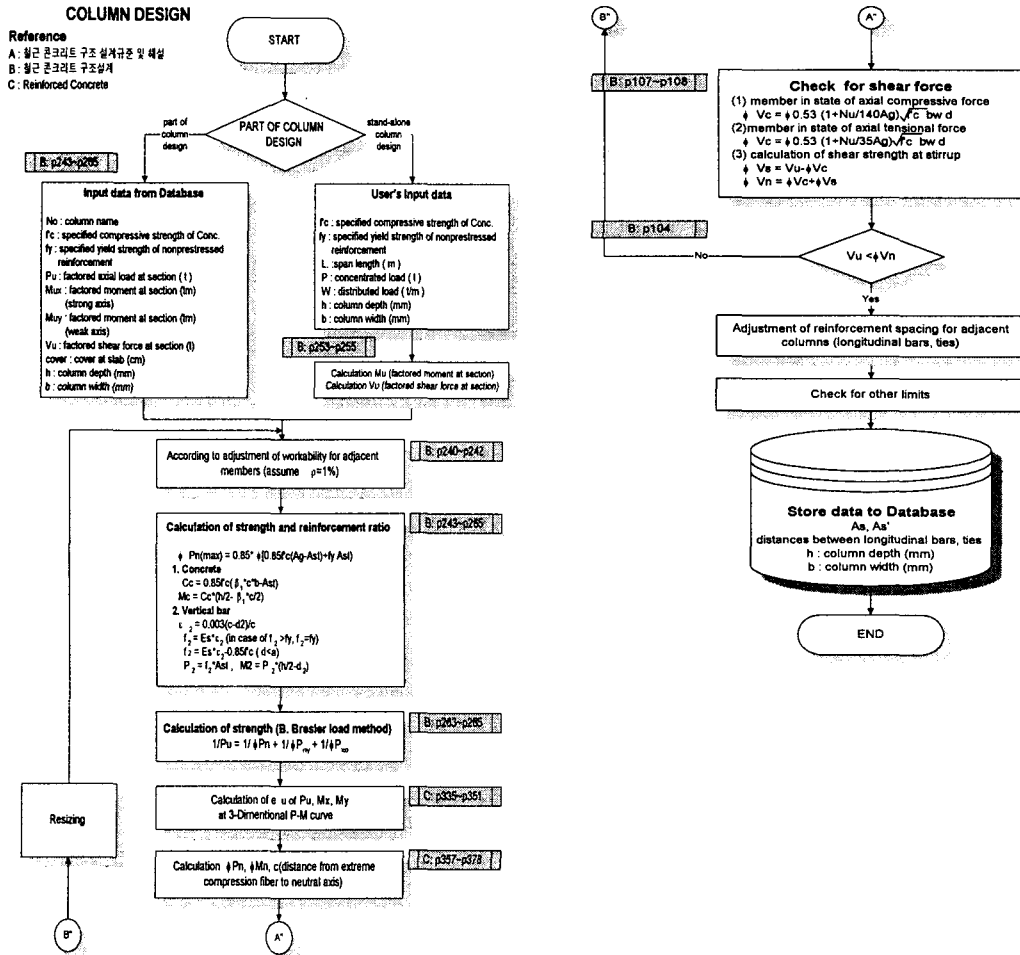 COLUMN DESIGN
Reference
A : 철근 콘크리트 구조 설계규준 및 해설
B : 철근 콘크리트 구조설계
C : Reinforced Concrete
START
PART OF COLUMN
DESIGN
part of
column
design
stand-alone
column
design
B: p243~p265
Input data from Database
No : column name
f'c : specified compressive strength of Conc.
fy : specified yield strength of nonprestressed
reinforcement
Pu : factored axial load at section ( t )
Mux : factored moment at section (tm)
(strong axis)
Muy : factored moment at section (tm)
(weak axis)
Vu : factored shear force at section (t)
cover : cover at slab (cm)
h : column depth (mm)
b : column width (mm)
User's Input data
f'c : specified compressive strength of Conc.
fy : specified yield strength of nonprestressed
reinforcement
L : span length ( m )
P : concentrated load ( t )
W : distributed load ( t/m )
h : column depth (mm)
b : column width (mm)
B: p253~p255
Calculation Mu (factored moment at section)
Calculation Vu (factored shear force at section)
According to adjustment of workability for adjacent
members (assume ρ=1%)
B: p240~p242
Calculation of strength and reinforcement ratio
ϕ Pn(max) = 0.85* ϕ[0.85f'c(Ag-Ast)+fy Ast)
1. Concrete
Cc = 0.85f'c( β₁*c*b-Ast)
Mc = Cc*(h/2- β₁*c/2)
2. Vertical bar
ε ₂ = 0.003(c-d2)/c
f ₂ = Es*ε₂ (in case of f ₂ >fy, f ₂=fy)
f ₂ = Es*ε₂-0.85f'c ( d<a)
P ₂ = f ₂*Ast , M2 = P ₂*(h/2-d ₂)
B: p243~p265
Calculation of strength (B. Bresler load method)
1/Pu = 1/ ϕPn + 1/ ϕP + 1/ ϕP
B: p263~p265
Calculation of e u of Pu, Mx, My
at 3-Dimentional P-M curve
C: p335~p351
Calculation ϕPn, ϕMn, c(distance from extreme
compression fiber to neutral axis)
C: p357~p378
Resizing
B"
A"
B"
A"
B: p107~p108
Check for shear force
(1) member in state of axial compressive force
ϕ Vc = ϕ 0.53 (1+Nu/140Ag)√f'c bw d
(2)member in state of axial tensional force
ϕ Vc = ϕ 0.53 (1+Nu/35Ag)√f'c bw d
(3) calculation of shear strength at stirrup
ϕ Vs = Vu-ϕVc
ϕ Vn = ϕVc+ϕVs
B: p104
No
Vu <ϕVn
Yes
Adjustment of reinforcement spacing for adjacent
columns (longitudinal bars, ties)
Check for other limits
Store data to Database
As, As'
distances between longitudinal bars, ties
h : column depth (mm)
b : column width (mm)
END